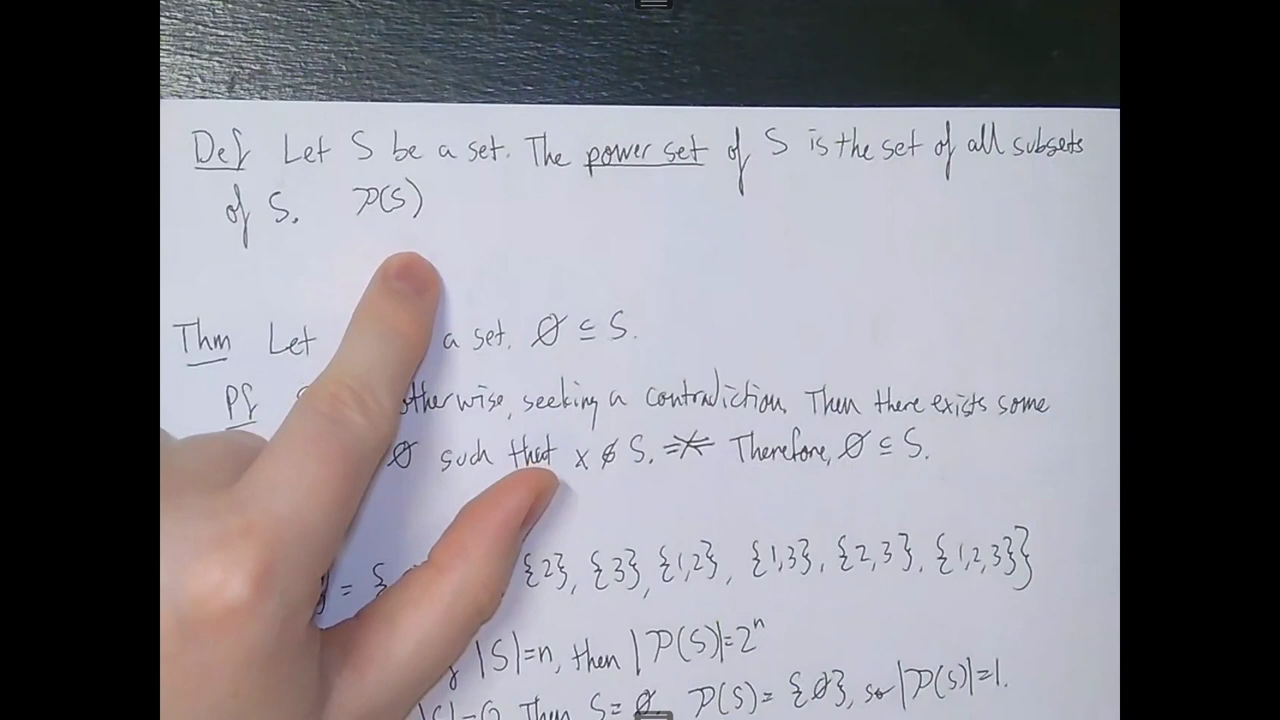 Def Let S be a set. The power set of S is the set of all subsets
of S. P(S)
Thm Let a set. ∅ ⊆ S.
Pf otherwise, seeking a contradiction. Then there exists some
∅ such that x ∉ S. ⇒⇐ Therefore, ∅ ⊆ S.
= { {2}, {3}, {1,2}, {1,3}, {2,3}, {1,2,3}}
|S|=n, then |P(S)|=2ⁿ
|S|=0. Then S=∅. P(S) = {∅}, so |P(S)|=1.